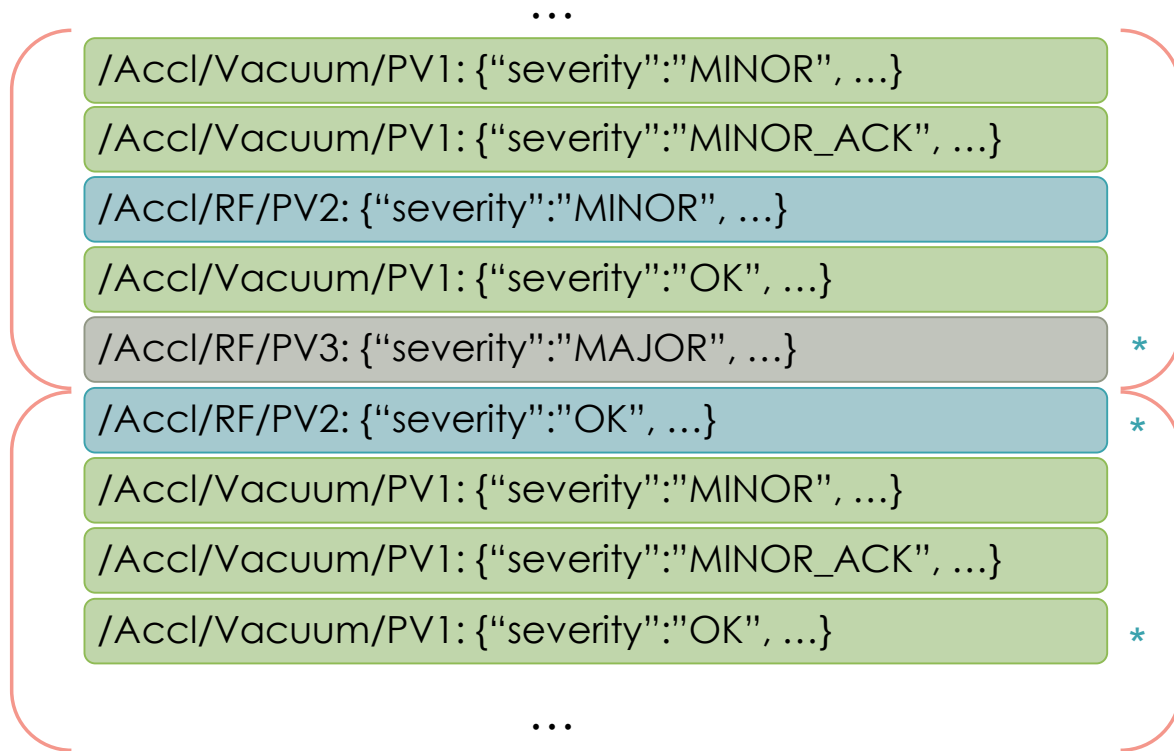 …
/Accl/Vacuum/PV1: {“severity”:”MINOR”, …}
/Accl/Vacuum/PV1: {“severity”:”MINOR_ACK”, …}
/Accl/RF/PV2: {“severity”:”MINOR”, …}
/Accl/Vacuum/PV1: {“severity”:”OK”, …}
/Accl/RF/PV3: {“severity”:”MAJOR”, …} *
/Accl/RF/PV2: {“severity”:”OK”, …} *
/Accl/Vacuum/PV1: {“severity”:”MINOR”, …}
/Accl/Vacuum/PV1: {“severity”:”MINOR_ACK”, …}
/Accl/Vacuum/PV1: {“severity”:”OK”, …} *
…